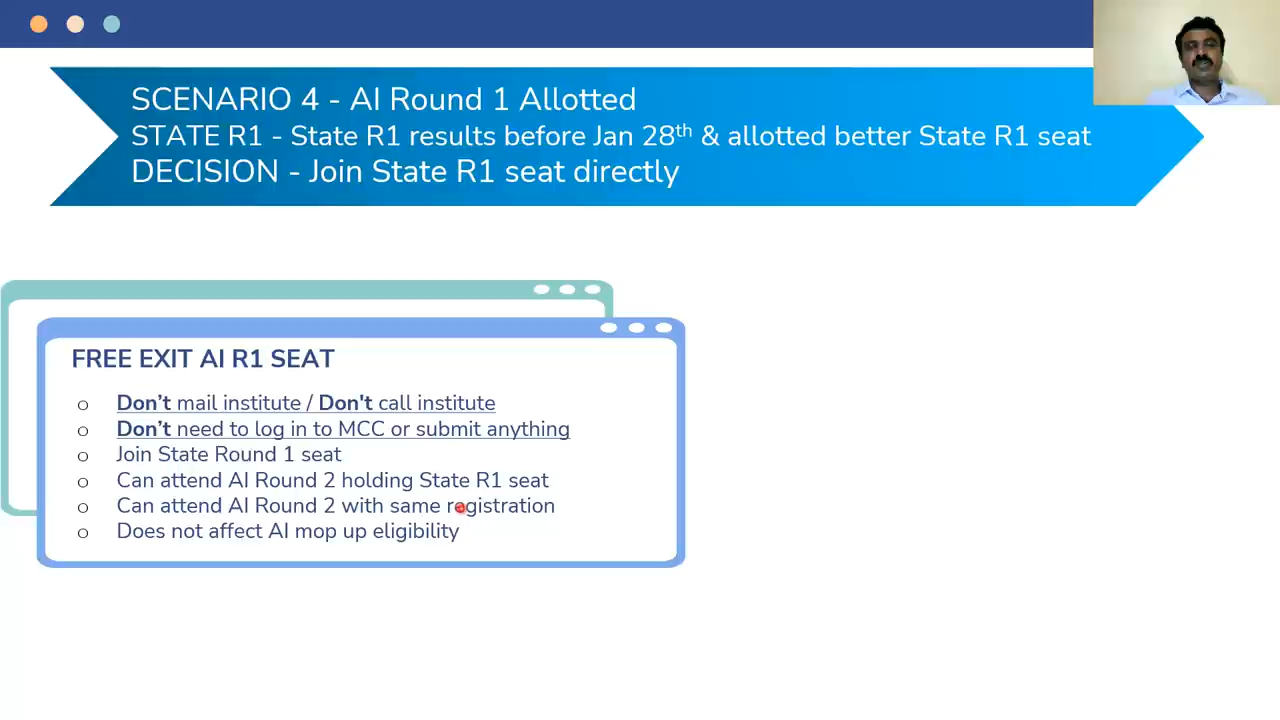 SCENARIO 4 - AI Round 1 Allotted
STATE R1 - State R1 results before Jan 28th & allotted better State R1 seat
DECISION - Join State R1 seat directly
FREE EXIT AI R1 SEAT
o Don’t mail institute / Don't call institute
o Don’t need to log in to MCC or submit anything
o Join State Round 1 seat
o Can attend AI Round 2 holding State R1 seat
o Can attend AI Round 2 with same registration
o Does not affect AI mop up eligibility